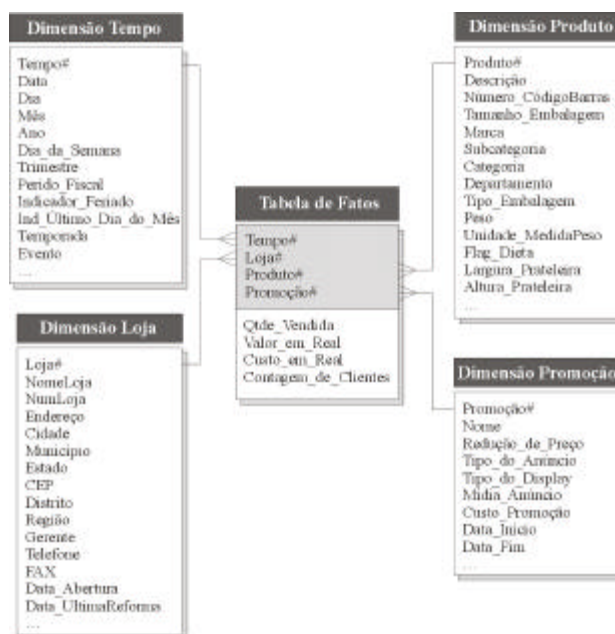 Dimensão Tempo
Tempo#
Data
Dia
Mês
Ano
Dia_da_Semana
Trimestre
Perido_Fiscal
Indicador_Feriado
Ind_Último_Dia_do_Mês
Temporada
Evento
...
Dimensão Loja
Loja#
NomeLoja
NumLoja
Endereço
Cidade
Município
Estado
CEP
Distrito
Região
Gerente
Telefone
FAX
Data_Abertura
Data_UltimaReforma
...
Tabela de Fatos
Tempo#
Loja#
Produto#
Promoção#
Qtde_Vendida
Valor_em_Real
Custo_em_Real
Contagem_de_Clientes
Dimensão Produto
Produto#
Descrição
Número_CódigoBarras
Tamanho_Embalagem
Marca
Subcategoria
Categoria
Departamento
Tipo_Embalagem
Peso
Unidade_MedidaPeso
Flag_Dieta
Largura_Prateleira
Altura_Prateleira
...
Dimensão Promoção
Promoção#
Nome
Redução_de_Preço
Tipo_do_Anúncio
Tipo_do_Display
Mídia_Anúncio
Custo_Promoção
Data_Início
Data_Fim
...